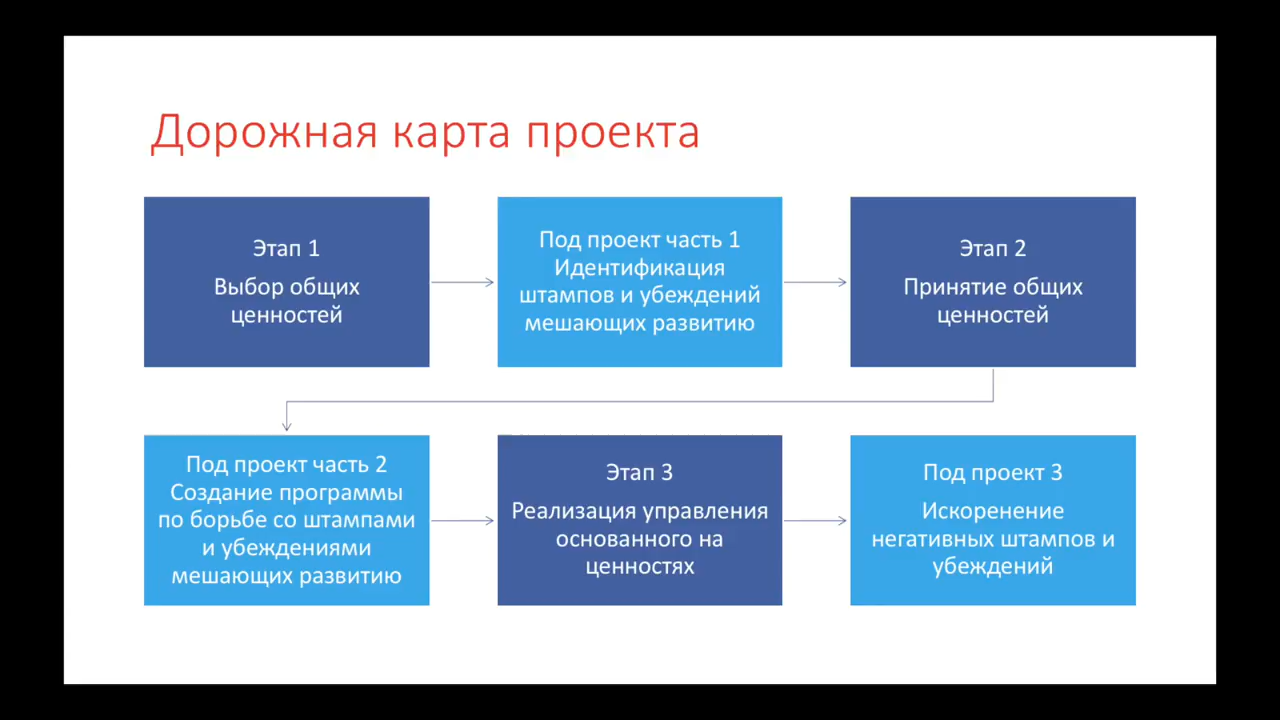 Дорожная карта проекта
Этап 1
Выбор общих
ценностей
Под проект часть 1
Идентификация
штампов и убеждений
мешающих развитию
Этап 2
Принятие общих
ценностей
Под проект часть 2
Создание программы
по борьбе со штампами
и убеждениями
мешающих развитию
Этап 3
Реализация управления
основанного на
ценностях
Под проект 3
Искоренение
негативных штампов и
убеждений